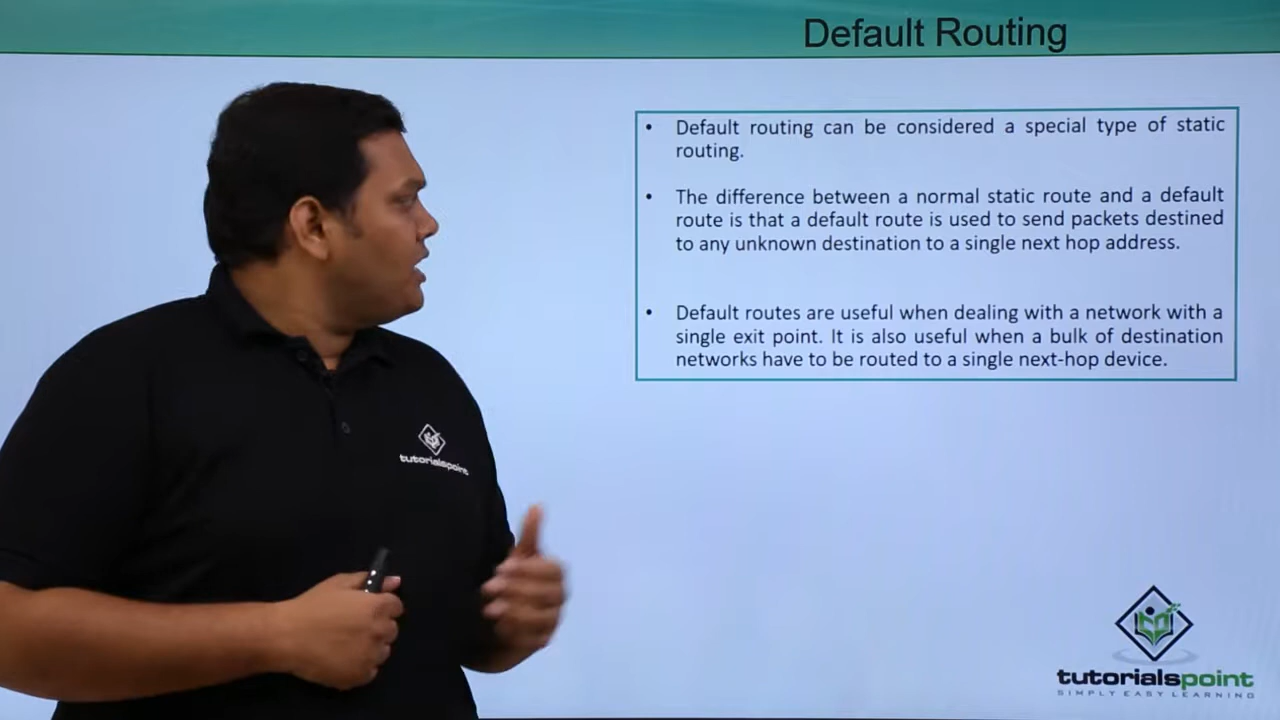 Default Routing
• Default routing can be considered a special type of static
routing.
• The difference between a normal static route and a default
route is that a default route is used to send packets destined
to any unknown destination to a single next hop address.
• Default routes are useful when dealing with a network with a
single exit point. It is also useful when a bulk of destination
networks have to be routed to a single next-hop device.
tutorialspoint
tutorialspoint
SIMPLY EASY LEARNING